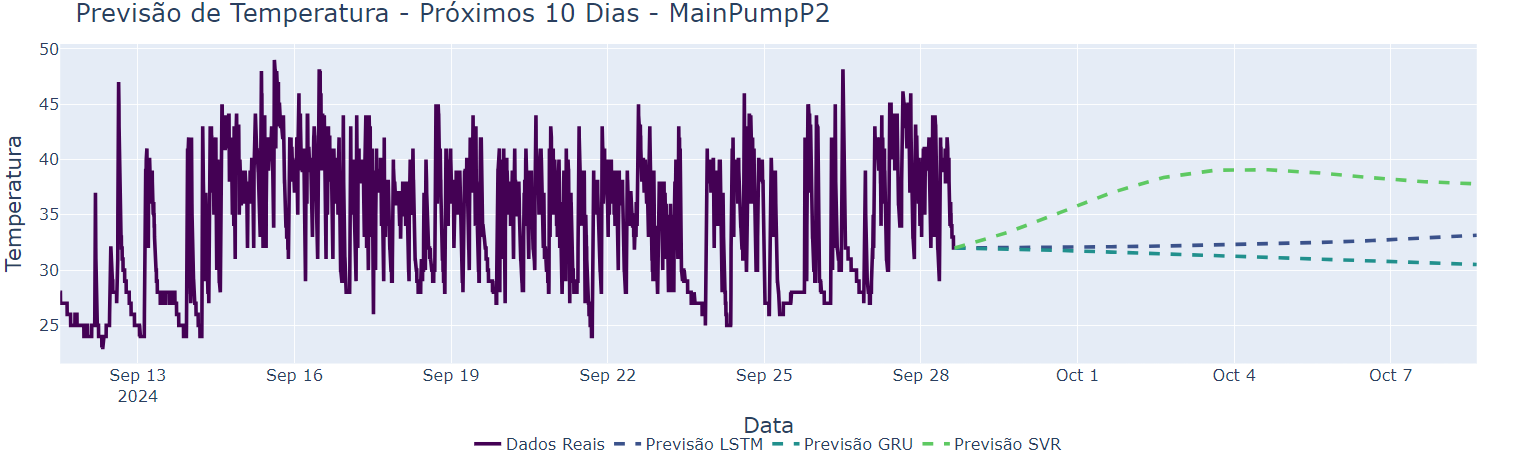 Previsão de Temperatura - Próximos 10 Dias - MainPumpP2
Temperatura
50
45
40
35
30
25
Sep 13
2024
Sep 16
Sep 19
Sep 22
Sep 25
Sep 28
Oct 1
Oct 4
Oct 7
Data
Dados Reais
Previsão LSTM
Previsão GRU
Previsão SVR